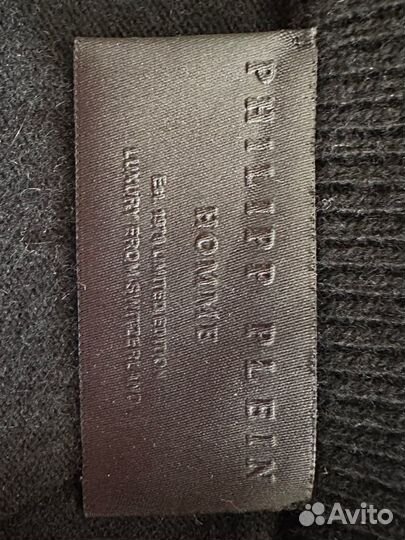 PHILIPP PLEIN
HOMME
Est. 1978 LIMITED EDITION
LUXURY FROM SWITZERLAND
Avito